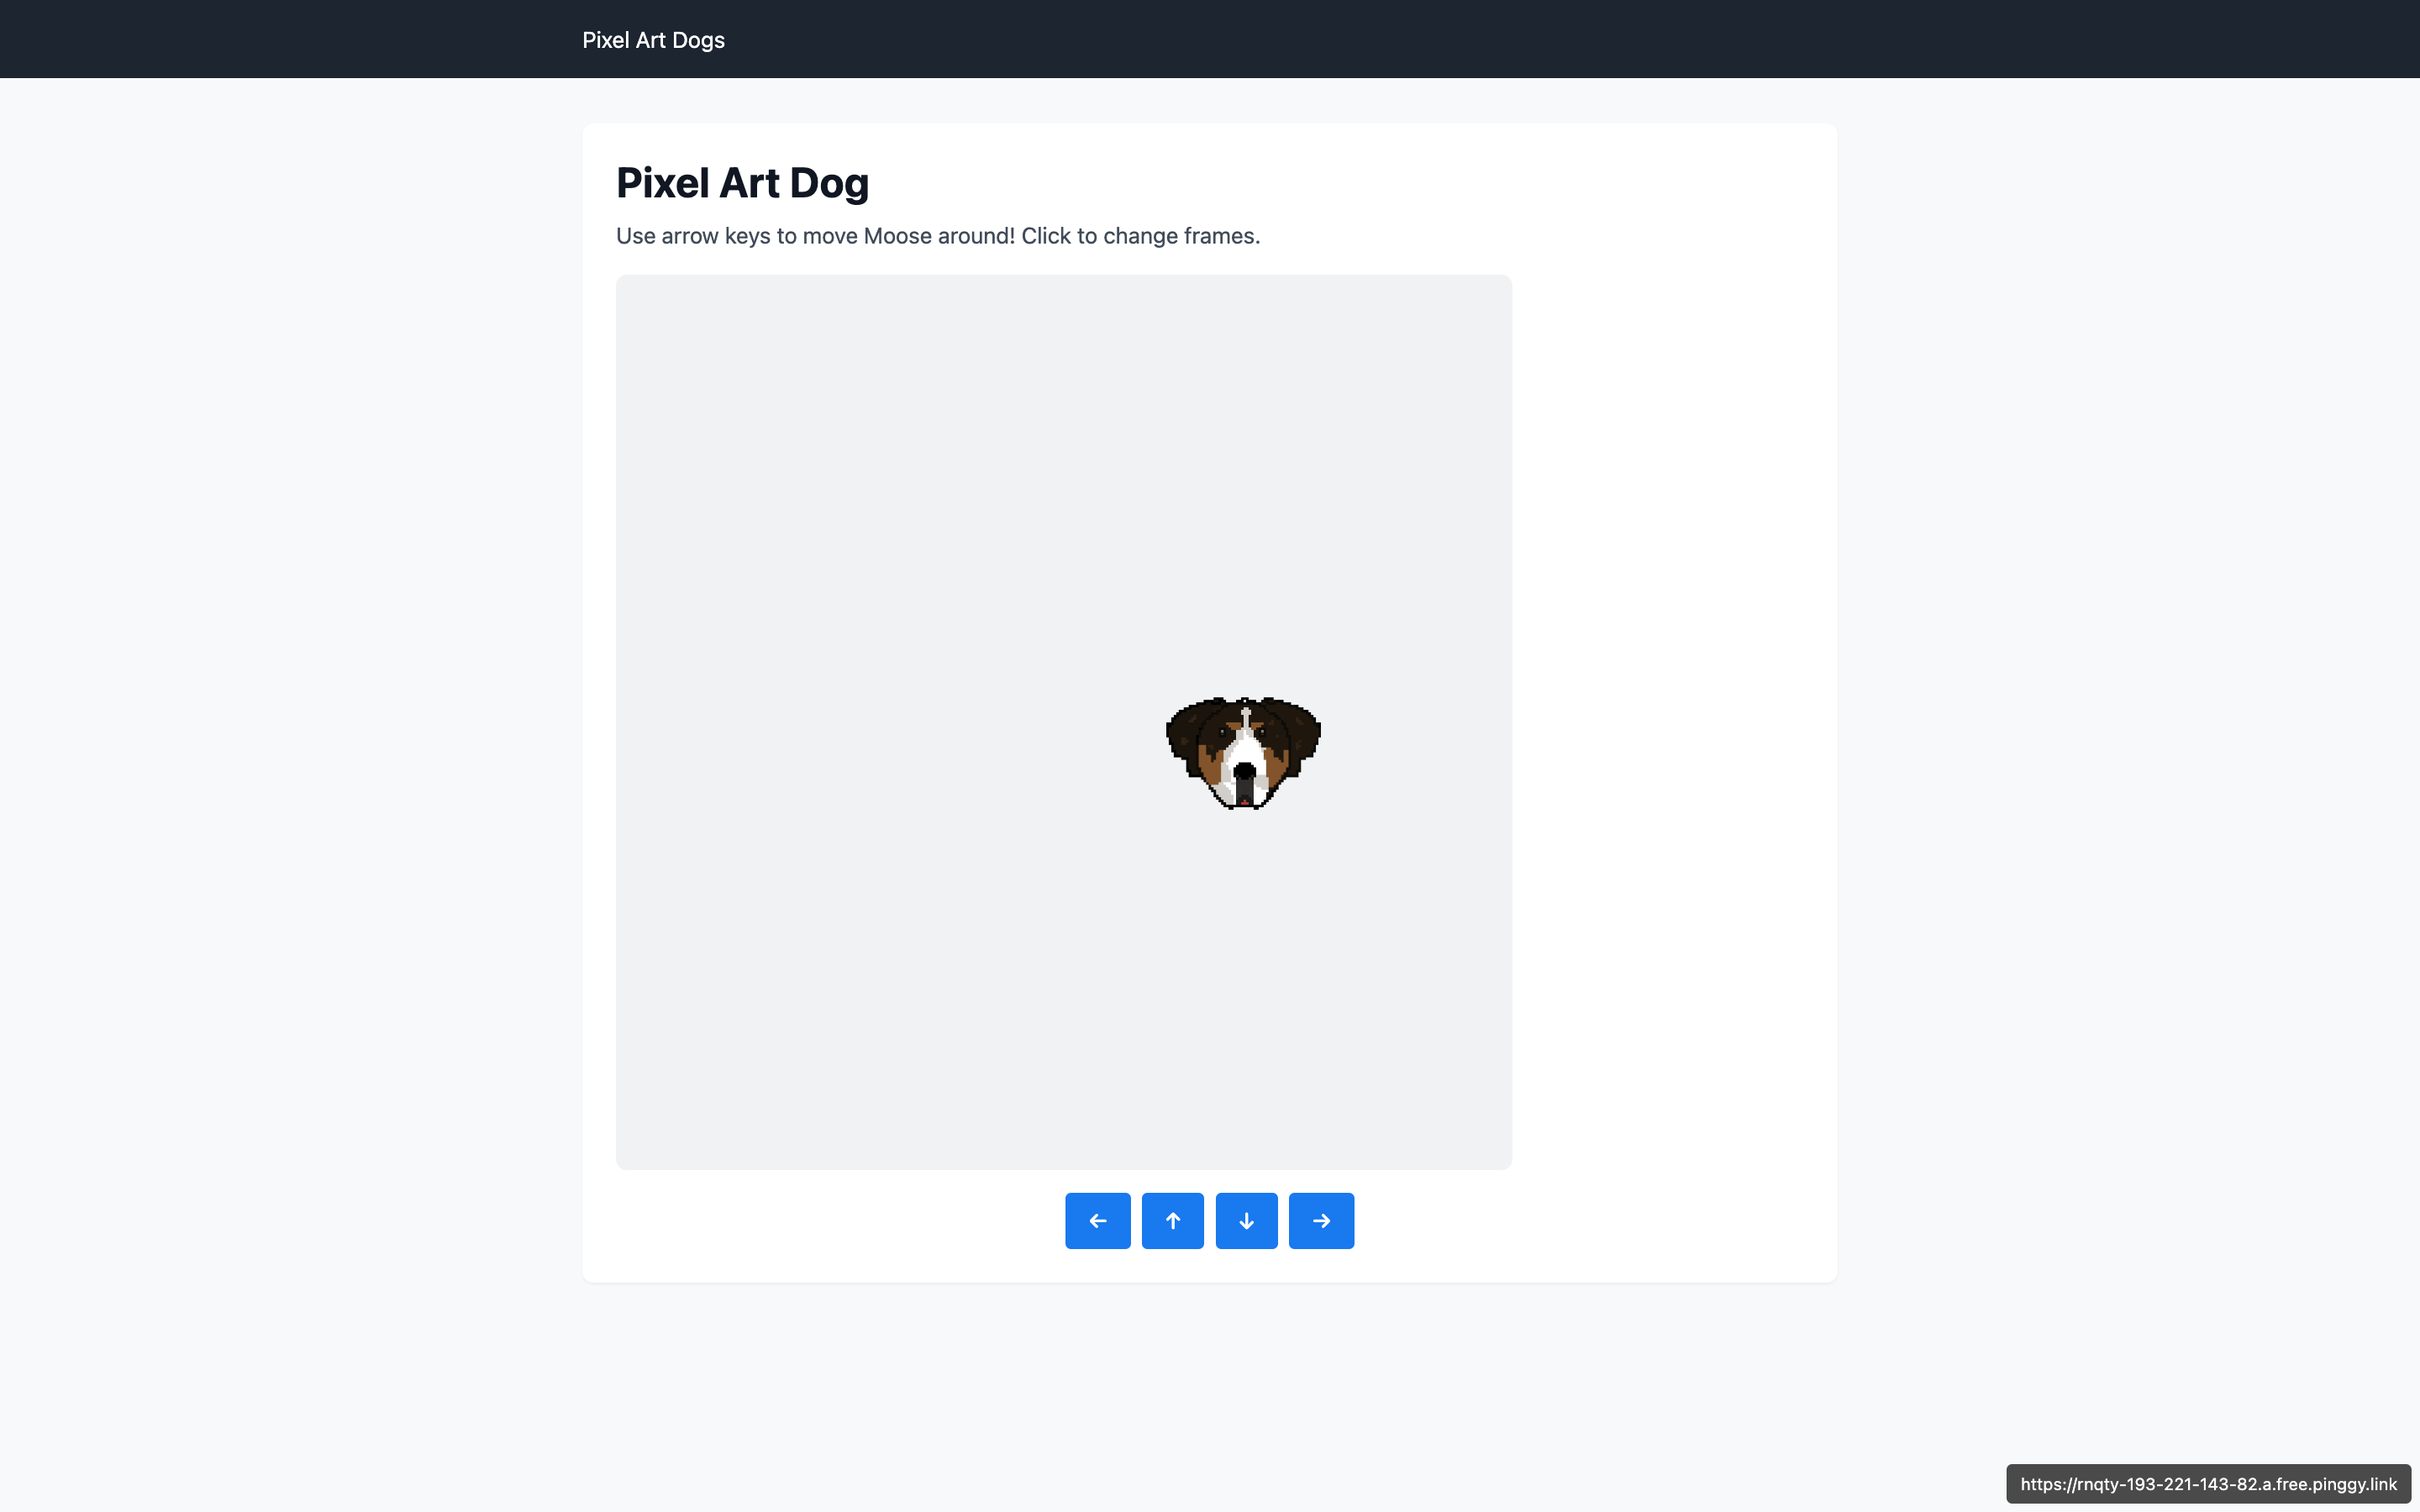 Pixel Art Dogs
Pixel Art Dog
Use arrow keys to move Moose around! Click to change frames.
← ↑ ↓ →
https://rnqty-193-221-143-82.a.free.pinggy.link